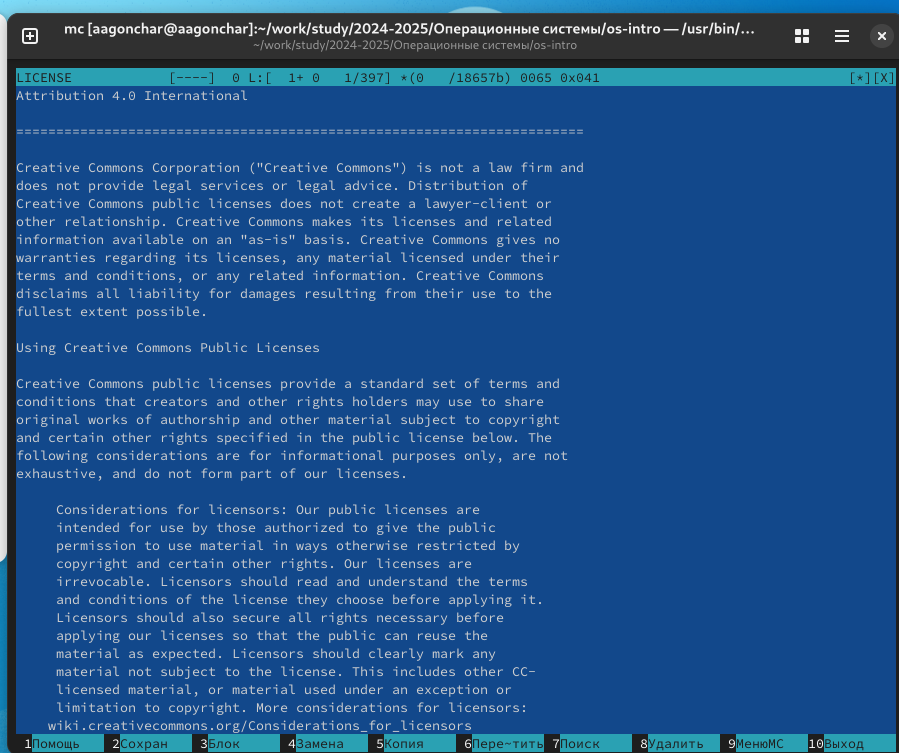 mc [aagonchar@aagonchar]:~/work/study/2024-2025/Операционные системы/os-intro — /usr/bin/…
~/work/study/2024-2025/Операционные системы/os-intro
LICENSE            [----]  0 L:[  1+ 0   1/397] *(0   /18657b) 0065 0x041 [*][X]
Attribution 4.0 International
=======================================================================
Creative Commons Corporation ("Creative Commons") is not a law firm and
does not provide legal services or legal advice. Distribution of
Creative Commons public licenses does not create a lawyer-client or
other relationship. Creative Commons makes its licenses and related
information available on an "as-is" basis. Creative Commons gives no
warranties regarding its licenses, any material licensed under their
terms and conditions, or any related information. Creative Commons
disclaims all liability for damages resulting from their use to the
fullest extent possible.
Using Creative Commons Public Licenses
Creative Commons public licenses provide a standard set of terms and
conditions that creators and other rights holders may use to share
original works of authorship and other material subject to copyright
and certain other rights specified in the public license below. The
following considerations are for informational purposes only, are not
exhaustive, and do not form part of our licenses.
Considerations for licensors: Our public licenses are
intended for use by those authorized to give the public
permission to use material in ways otherwise restricted by
copyright and certain other rights. Our licenses are
irrevocable. Licensors should read and understand the terms
and conditions of the license they choose before applying it.
Licensors should also secure all rights necessary before
applying our licenses so that the public can reuse the
material as expected. Licensors should clearly mark any
material not subject to the license. This includes other CC-
licensed material, or material used under an exception or
limitation to copyright. More considerations for licensors:
wiki.creativecommons.org/Considerations_for_licensors
1Помощь 2Сохран 3Блок 4Замена 5Копия 6Пере~тить 7Поиск 8Удалить 9МенюMC 10Выход